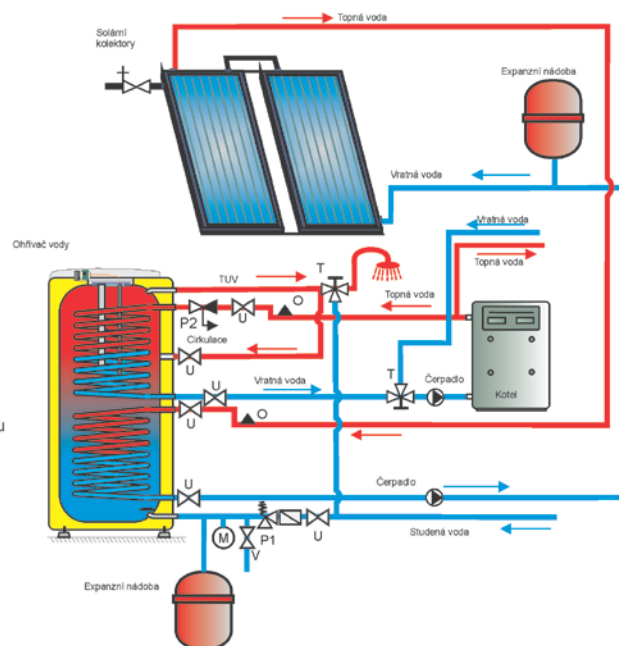 Solární
kolektory
Topná voda
Expanzní nádoba
Vratná voda
Vratná voda
Ohřívač vody
TUV
T
Topná voda
Topná voda
O
P2
U
Cirkulace
U
Vratná voda
U
T
Čerpadlo
Kotel
U
O
u
U
Čerpadlo
M
P1
V
U
Studená voda
Expanzní nádoba